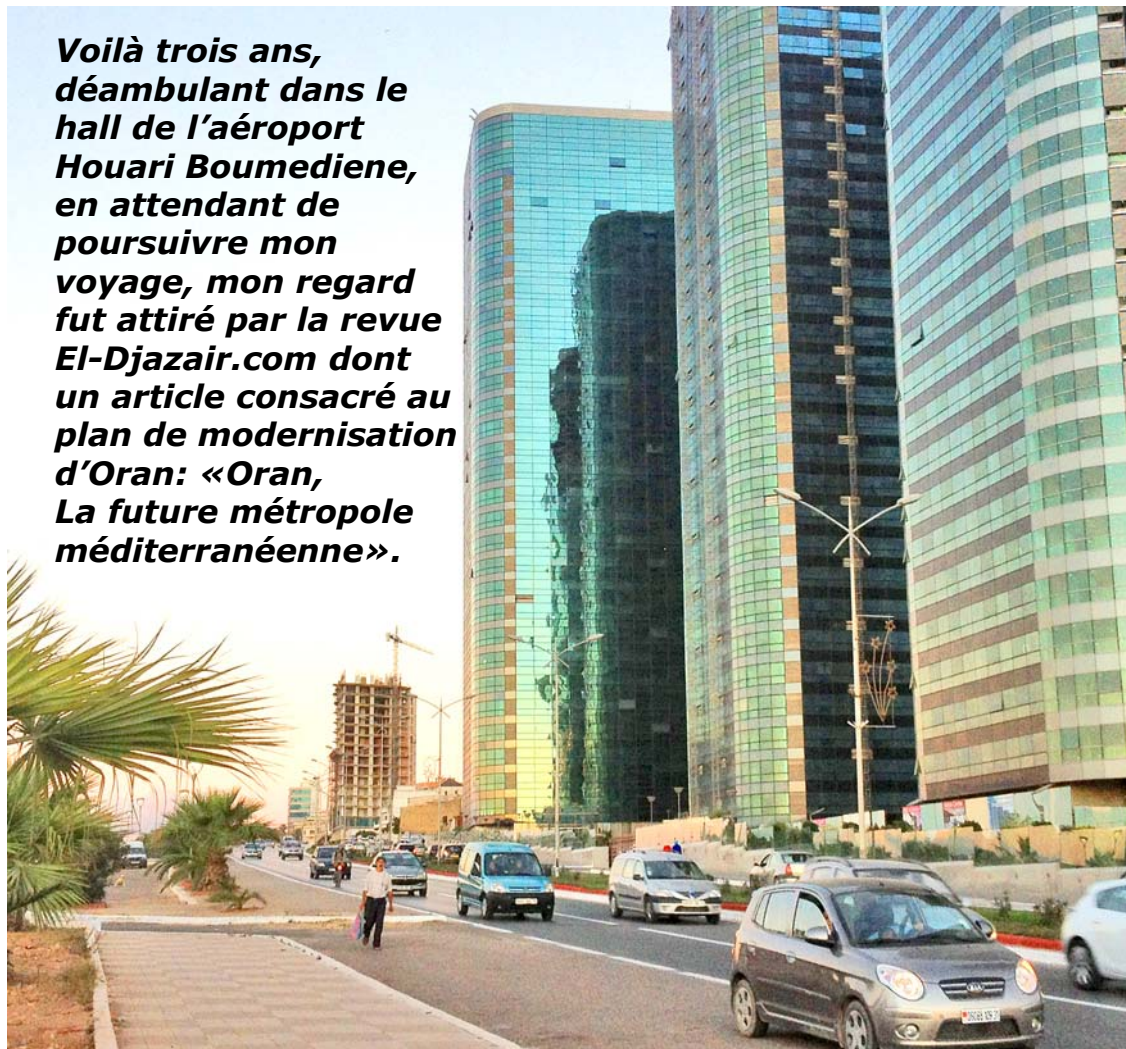 Voilà trois ans,
déambulant dans le
hall de l’aéroport
Houari Boumediene,
en attendant de
poursuivre mon
voyage, mon regard
fut attiré par la revue
El-Djazair.com dont
un article consacré au
plan de modernisation
d’Oran: «Oran,
La future métropole
méditerranéenne».